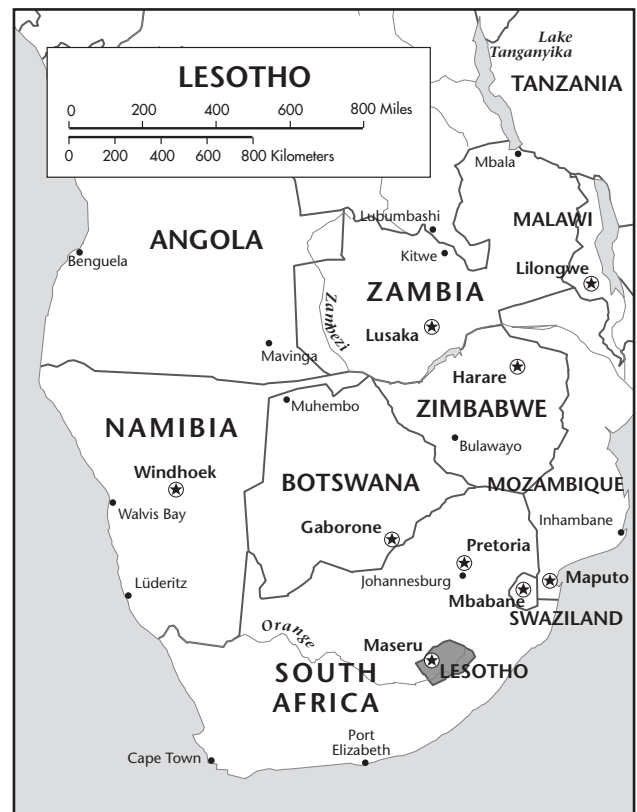 LESOTHO
0 200 400 600 800 Miles
0 200 400 600 800 Kilometers
Lake
Tanganyika
TANZANIA
Mbala
Lubumbashi
MALAWI
ANGOLA
Benguela
Kitwe
Lilongwe
ZAMBIA
Zambezi
Lusaka
Mavinga
Harare
Muhembo
ZIMBABWE
NAMIBIA
Bulawayo
Windhoek
BOTSWANA
MOZAMBIQUE
Walvis Bay
Inhambane
Gaborone
Pretoria
Lüderitz
Johannesburg
Maputo
Mbabane
SWAZILAND
Orange
Maseru
LESOTHO
SOUTH
AFRICA
Port
Elizabeth
Cape Town